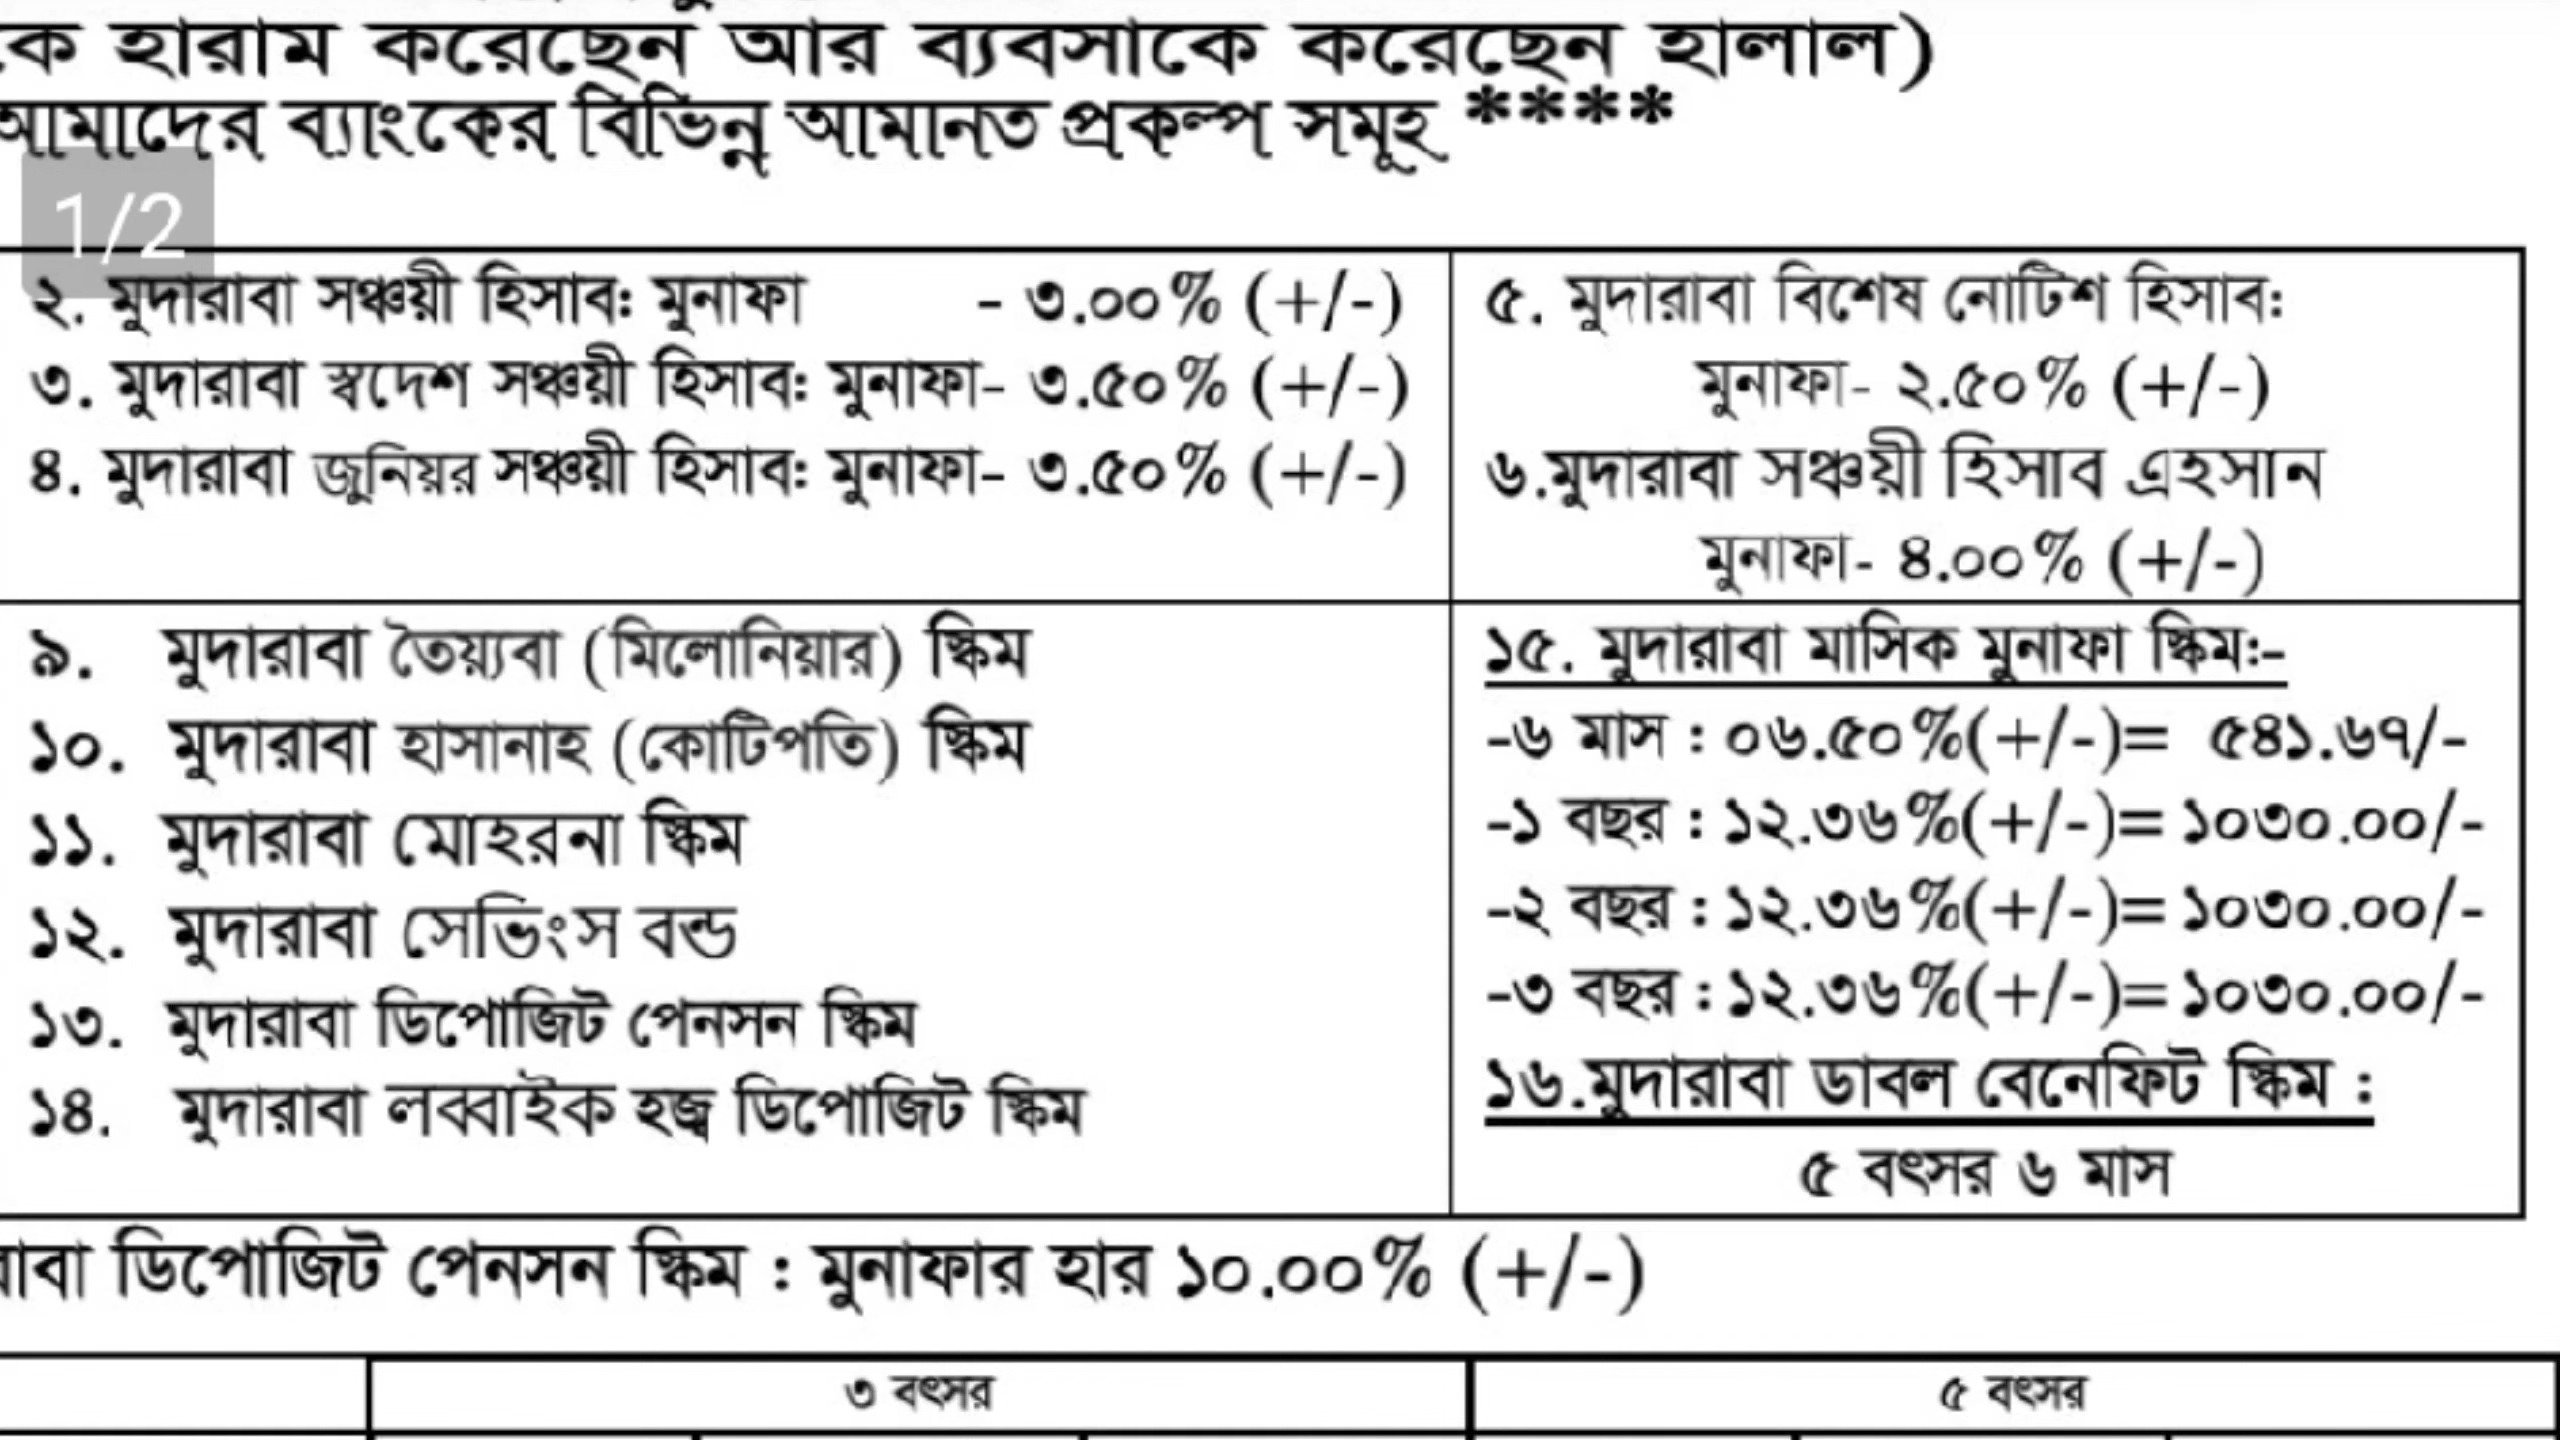 কে হারাম করেছেন আর ব্যবসাকে করেছেন হালাল)
আমাদের ব্যাংকের বিভিন্ন আমানত প্রকল্প সমূহ ****
1/2
২. মুদারাবা সঞ্চয়ী হিসাবঃ মুনাফা - ৩.০০% (+/-)
৩. মুদারাবা স্বদেশ সঞ্চয়ী হিসাবঃ মুনাফা- ৩.৫০% (+/-)
৪. মুদারাবা জুনিয়র সঞ্চয়ী হিসাবঃ মুনাফা- ৩.৫০% (+/-)
৫. মুদারাবা বিশেষ নোটিশ হিসাবঃ
মুনাফা- ২.৫০% (+/-)
৬.মুদারাবা সঞ্চয়ী হিসাব এহসান
মুনাফা- ৪.০০% (+/-)
৯. মুদারাবা তৈয়্যবা (মিলোনিয়ার) স্কিম
১০. মুদারাবা হাসানাহ (কোটিপতি) স্কিম
১১. মুদারাবা মোহরনা স্কিম
১২. মুদারাবা সেভিংস বন্ড
১৩. মুদারাবা ডিপোজিট পেনসন স্কিম
১৪. মুদারাবা লব্বাইক হজ্ব ডিপোজিট স্কিম
১৫. মুদারাবা মাসিক মুনাফা স্কিমঃ-
-৬ মাস : ০৬.৫০%(+/-)= ৫৪১.৬৭/-
-১ বছর : ১২.৩৬%(+/-)= ১০৩০.০০/-
-২ বছর : ১২.৩৬%(+/-)= ১০৩০.০০/-
-৩ বছর : ১২.৩৬%(+/-)= ১০৩০.০০/-
১৬.মুদারাবা ডাবল বেনেফিট স্কিম :
৫ বৎসর ৬ মাস
রাবা ডিপোজিট পেনসন স্কিম : মুনাফার হার ১০.০০% (+/-)
৩ বৎসর
৫ বৎসর